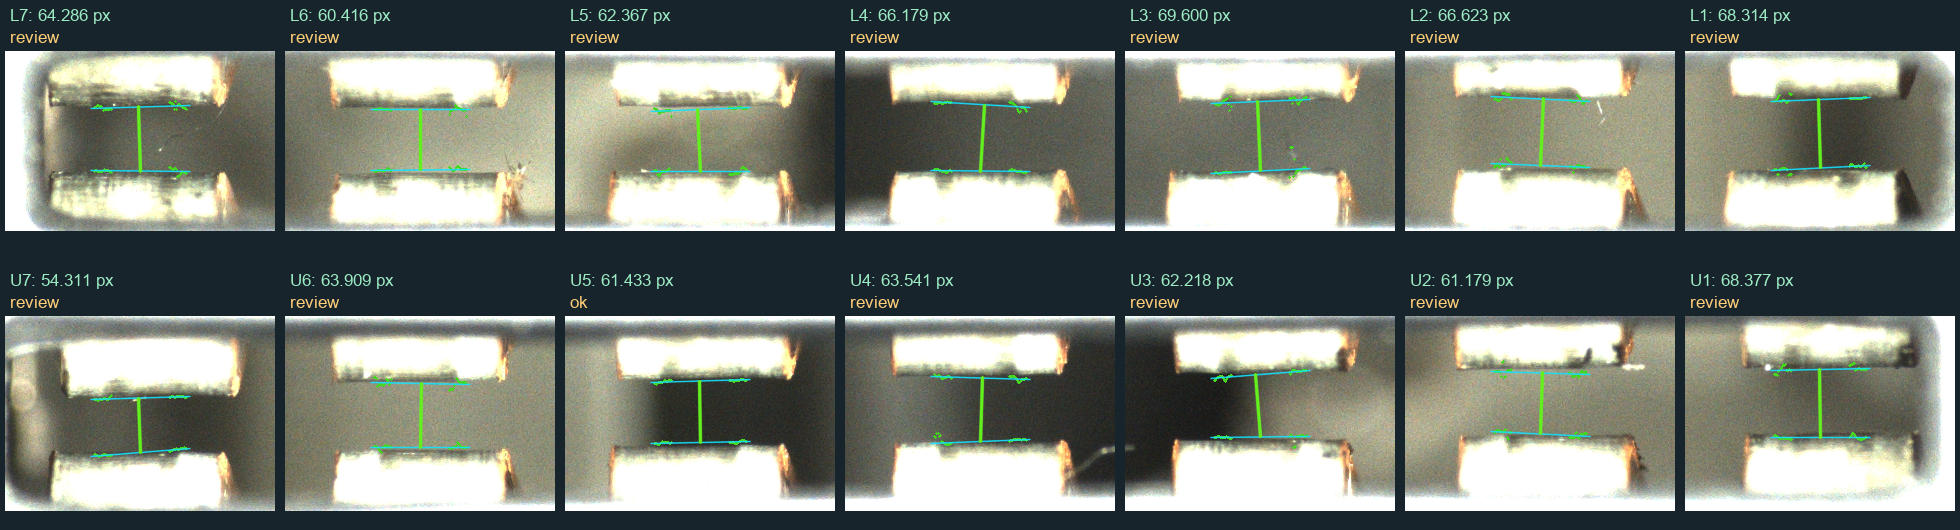 L7: 64.286 px
review
L6: 60.416 px
review
L5: 62.367 px
review
L4: 66.179 px
review
L3: 69.600 px
review
L2: 66.623 px
review
L1: 68.314 px
review
U7: 54.311 px
review
U6: 63.909 px
review
U5: 61.433 px
ok
U4: 63.541 px
review
U3: 62.218 px
review
U2: 61.179 px
review
U1: 68.377 px
review